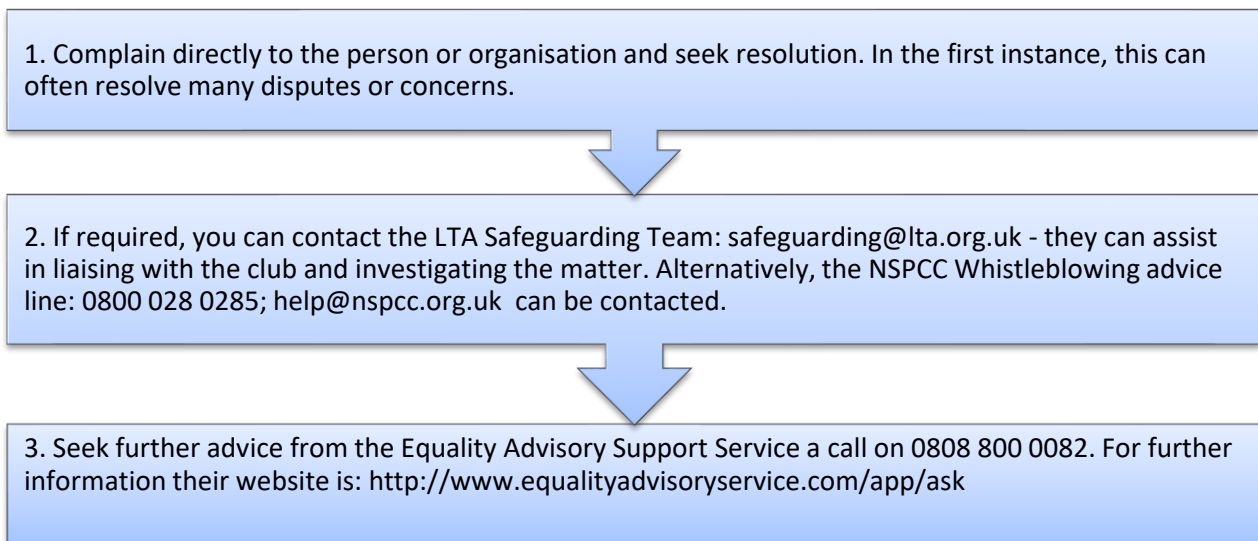 1. Complain directly to the person or organisation and seek resolution. In the first instance, this can
often resolve many disputes or concerns.
2. If required, you can contact the LTA Safeguarding Team: safeguarding@lta.org.uk - they can assist
in liaising with the club and investigating the matter. Alternatively, the NSPCC Whistleblowing advice
line: 0800 028 0285; help@nspcc.org.uk  can be contacted.
3. Seek further advice from the Equality Advisory Support Service a call on 0808 800 0082. For further
information their website is: http://www.equalityadvisoryservice.com/app/ask